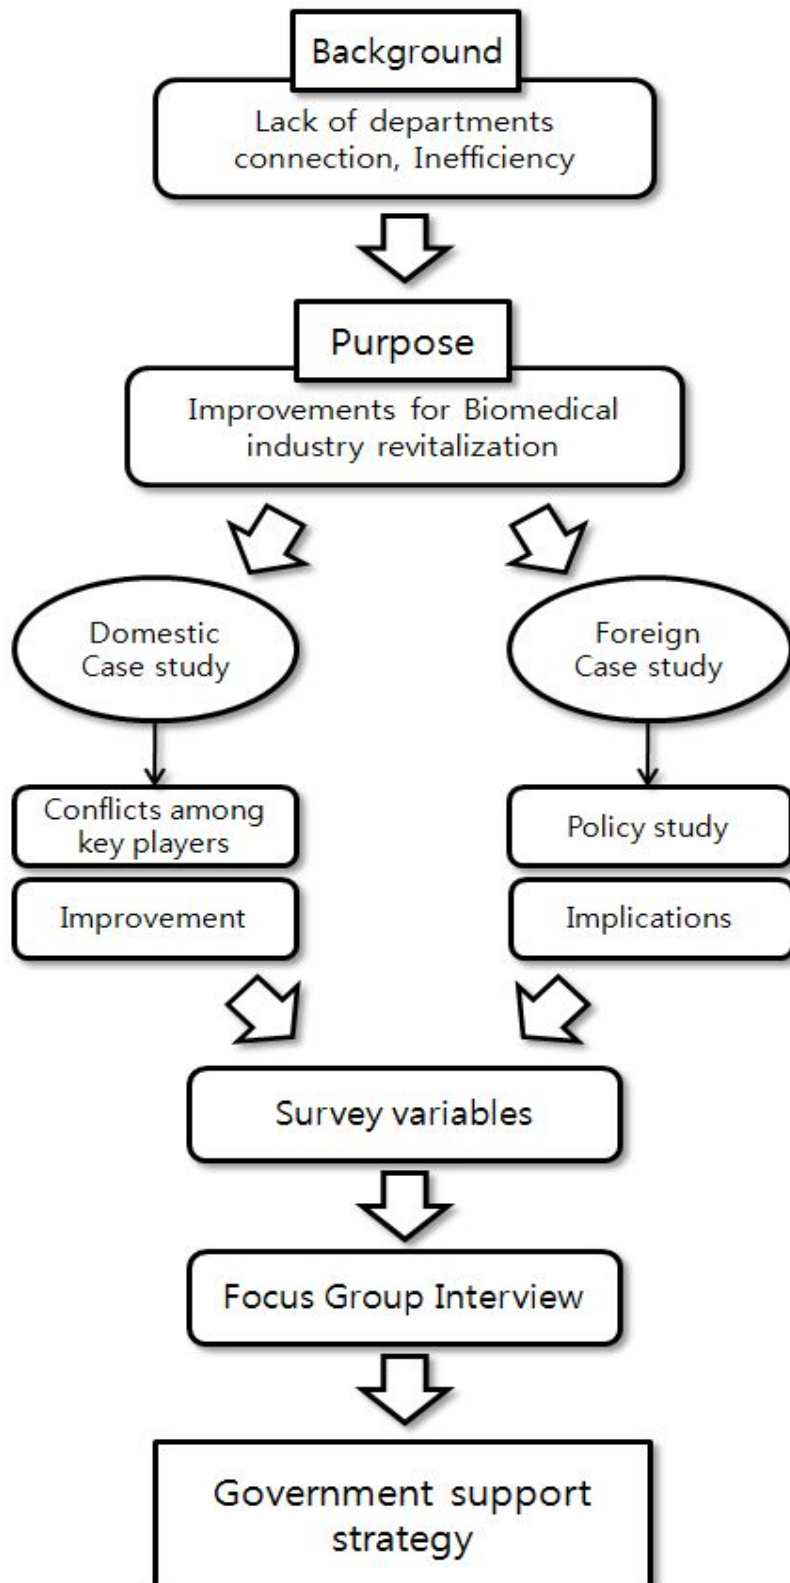 Background
Lack of departments
connection, Inefficiency
Purpose
Improvements for Biomedical
industry revitalization
Domestic
Case study
Foreign
Case study
Conflicts among
key players
Policy study
Improvement
Implications
Survey variables
Focus Group Interview
Government support
strategy